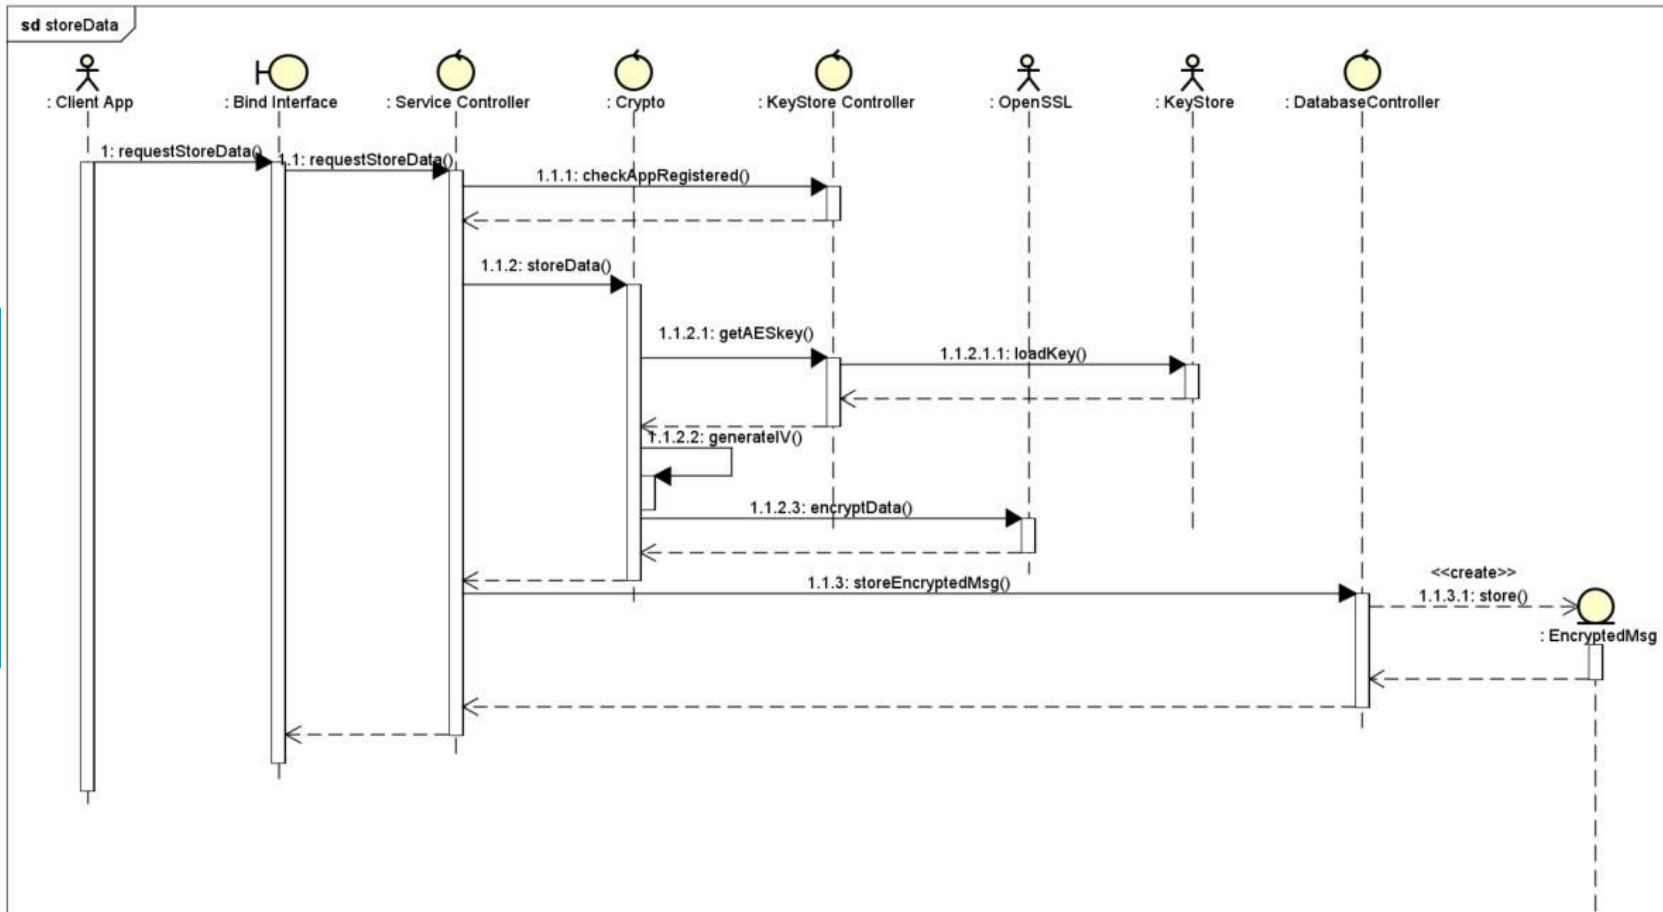 sd storeData
: Client App
: Bind Interface
: Service Controller
: Crypto
: KeyStore Controller
: OpenSSL
: KeyStore
: DatabaseController
1: requestStoreData()
1.1: requestStoreData()
1.1.1: checkAppRegistered()
1.1.2: storeData()
1.1.2.1: getAESkey()
1.1.2.1.1: loadKey()
1.1.2.2: generateIV()
1.1.2.3: encryptData()
1.1.3: storeEncryptedMsg()
<<create>>
1.1.3.1: store()
: EncryptedMsg